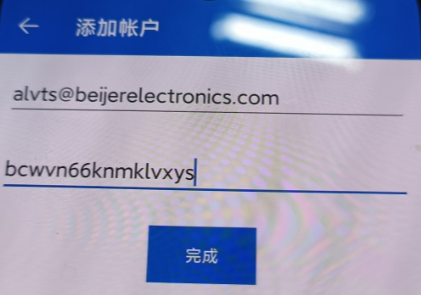 添加帐户
alvts@beijerelectronics.com
bcwvn66knmklvxys
完成